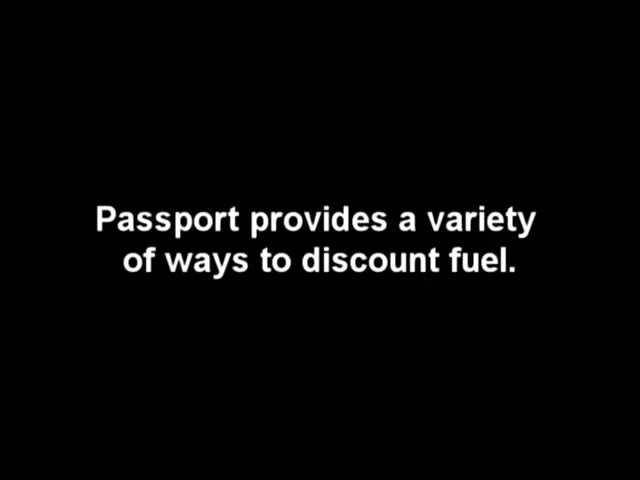 Passport provides a variety
of ways to discount fuel.